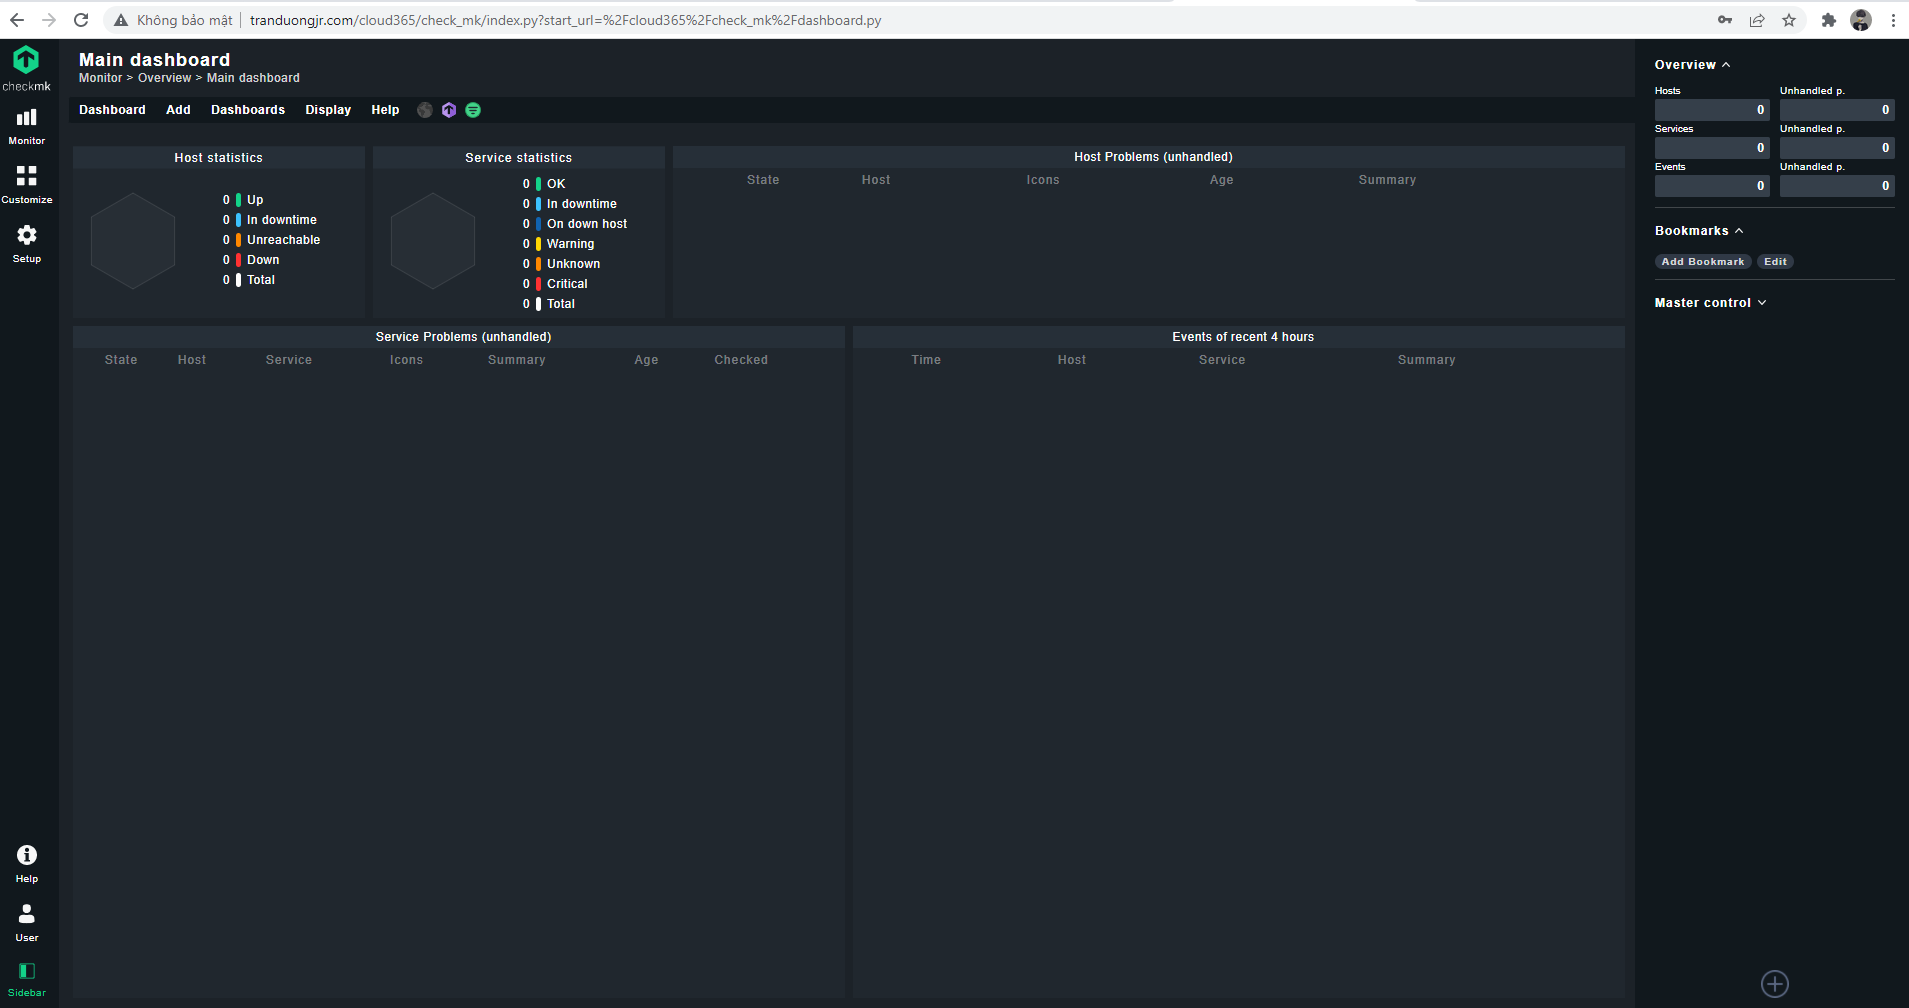 Không bảo mật
tranduongjr.com/cloud365/check_mk/index.py?start_url=%2Fcloud365%2Fcheck_mk%2Fdashboard.py
checkmk
Monitor
Customize
Setup
Help
User
Sidebar
Main dashboard
Monitor > Overview > Main dashboard
Dashboard Add Dashboards Display Help
Host statistics
0 Up
0 In downtime
0 Unreachable
0 Down
0 Total
Service statistics
0 OK
0 In downtime
0 On down host
0 Warning
0 Unknown
0 Critical
0 Total
Host Problems (unhandled)
State Host Icons Age Summary
Service Problems (unhandled)
State Host Service Icons Summary Age Checked
Events of recent 4 hours
Time Host Service Summary
Overview
Hosts Unhandled p.
0 0
Services Unhandled p.
0 0
Events Unhandled p.
0 0
Bookmarks
Add Bookmark Edit
Master control